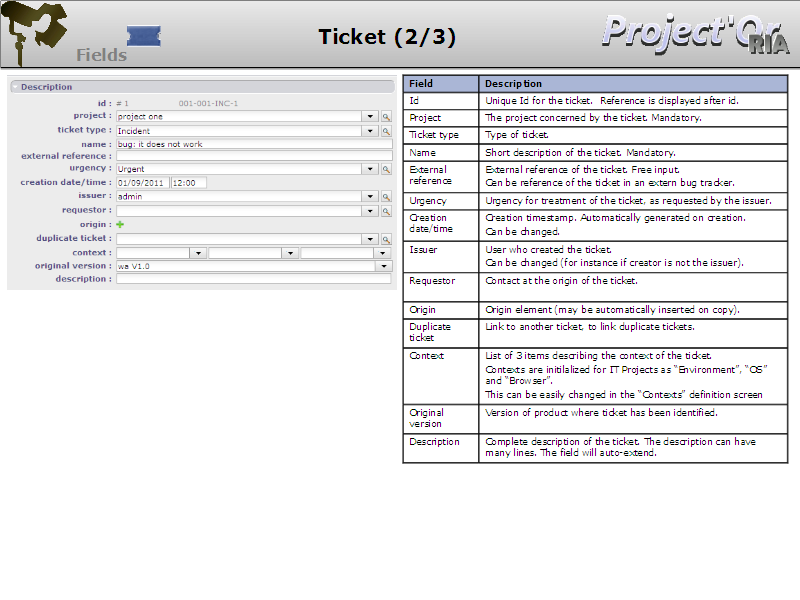 Ticket (2/3)
Project'Or
RIA
Fields
Description
id : # 1 001-001-INC-1
project : project one
ticket type : Incident
name : bug: it does not work
external reference :
urgency : Urgent
creation date/time : 01/09/2011 12:00
issuer : admin
requestor :
origin :
duplicate ticket :
context :
original version : wa V1.0
description :
Field Description
Id Unique Id for the ticket. Reference is displayed after id.
Project The project concerned by the ticket. Mandatory.
Ticket type Type of ticket.
Name Short description of the ticket. Mandatory.
External reference External reference of the ticket. Free input.
Can be reference of the ticket in an extern bug tracker.
Urgency Urgency for treatment of the ticket, as requested by the issuer.
Creation date/time Creation timestamp. Automatically generated on creation.
Can be changed.
Issuer User who created the ticket.
Can be changed (for instance if creator is not the issuer).
Requestor Contact at the origin of the ticket.
Origin Origin element (may be automatically inserted on copy).
Duplicate ticket Link to another ticket, to link duplicate tickets.
Context List of 3 items describing the context of the ticket.
Contexts are initilalized for IT Projects as “Environment”, “OS”
and “Browser”.
This can be easily changed in the “Contexts” definition screen
Original version Version of product where ticket has been identified.
Description Complete description of the ticket. The description can have
many lines. The field will auto-extend.